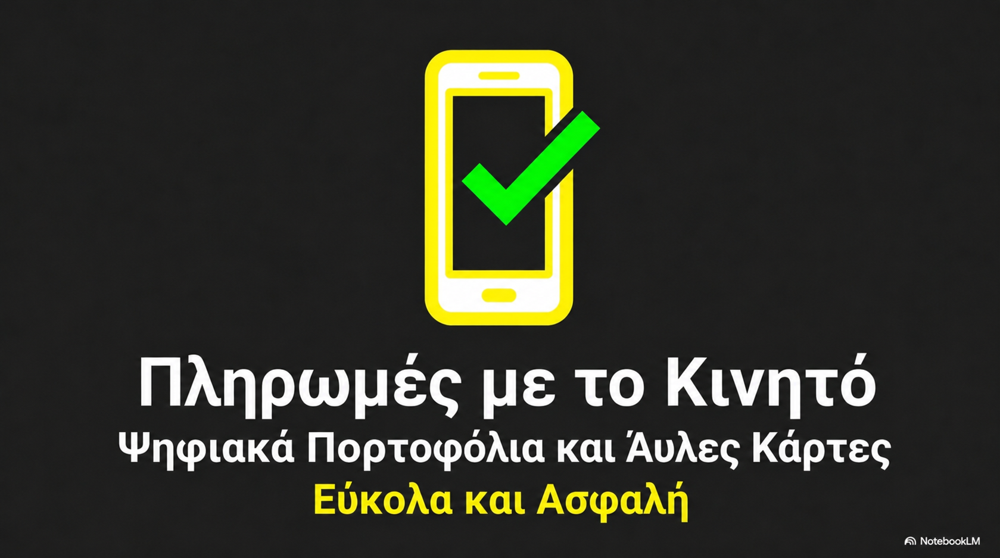 Πληρωμές με το Κινητό
Ψηφιακά Πορτοφόλια και Άυλες Κάρτες
Εύκολα και Ασφαλή
NotebookLM